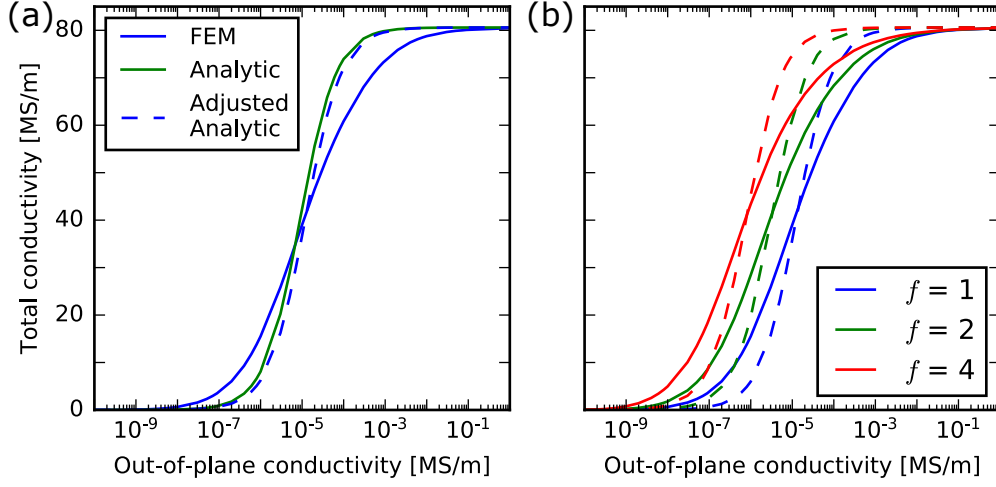 (a)
(b)
FEM
Analytic
Adjusted
Analytic
Total conductivity [MS/m]
80
60
40
20
0
10⁻⁹ 10⁻⁷ 10⁻⁵ 10⁻³ 10⁻¹
Out-of-plane conductivity [MS/m]
f = 1
f = 2
f = 4
10⁻⁹ 10⁻⁷ 10⁻⁵ 10⁻³ 10⁻¹
Out-of-plane conductivity [MS/m]